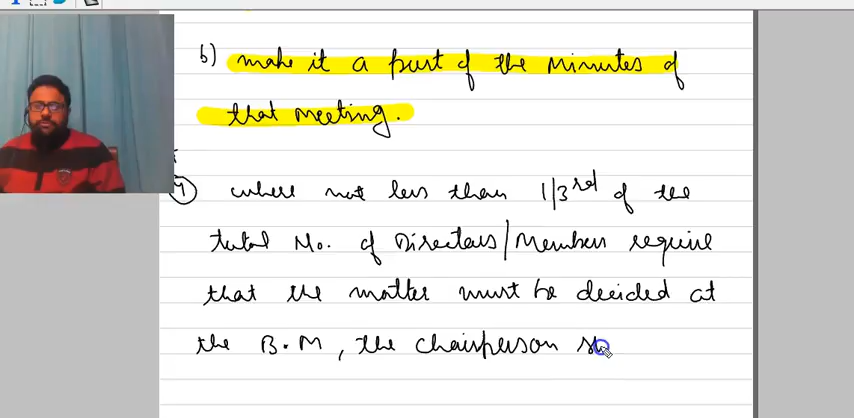 b) make it a part of the minutes of
that meeting.
4 where not less than 1/3rd of the
total No. of Directors/Members require
that the matter must be decided at
the B.M, the chairperson